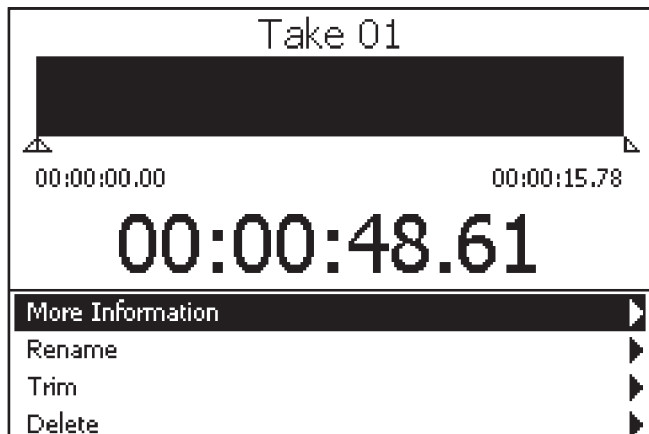 Take 01
00:00:00.00 00:00:15.78
00:00:48.61
More Information
Rename
Trim
Delete